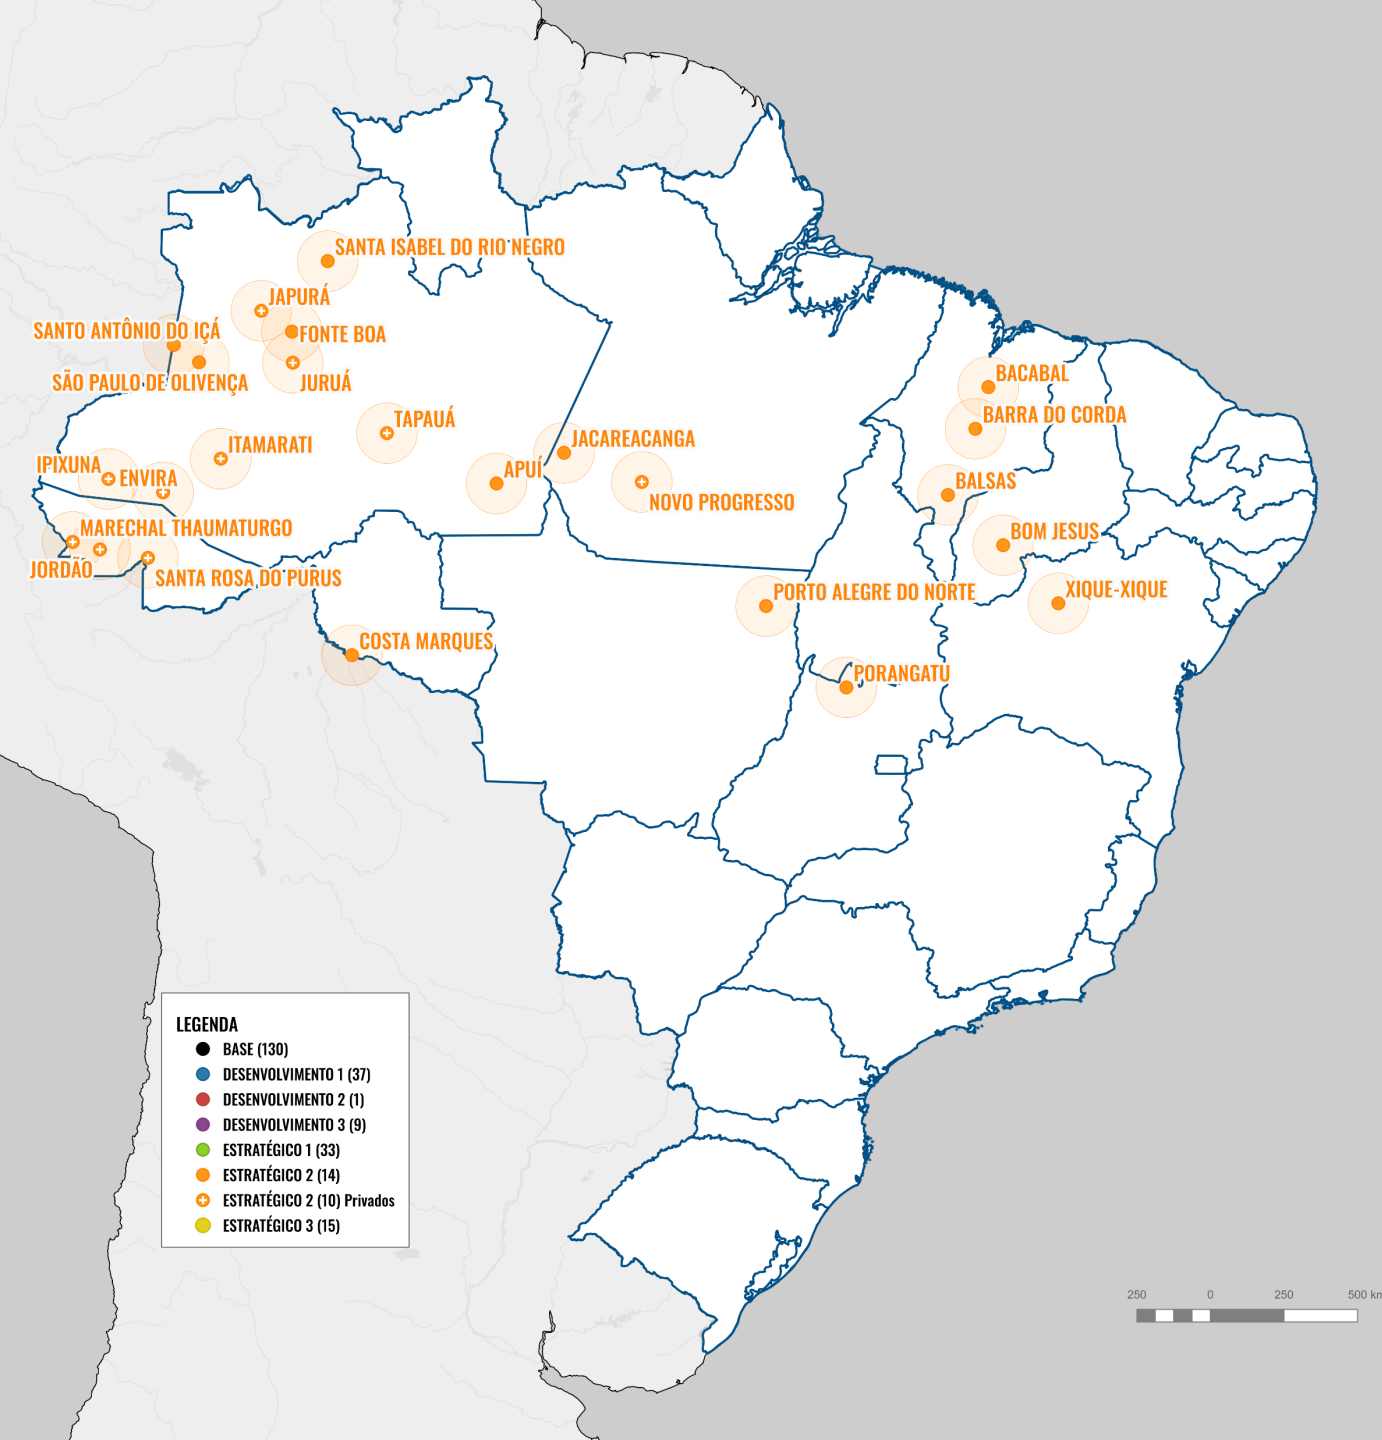 SANTA ISABEL DO RIO NEGRO
JAPURÁ
SANTO ANTÔNIO DO IÇÁ
FONTE BOA
SÃO PAULO DE OLIVENÇA
JURUÁ
BACABAL
BARRA DO CORDA
TAPAUÁ
ITAMARATI
JACAREACANGA
IPIXUNA
ENVIRA
APUÍ
NOVO PROGRESSO
BALSAS
MARECHAL THAUMATURGO
BOM JESUS
JORDÃO
SANTA ROSA DO PURUS
PORTO ALEGRE DO NORTE
XIQUE-XIQUE
COSTA MARQUES
PORANGATU
LEGENDA
BASE (130)
DESENVOLVIMENTO 1 (37)
DESENVOLVIMENTO 2 (1)
DESENVOLVIMENTO 3 (9)
ESTRATÉGICO 1 (33)
ESTRATÉGICO 2 (14)
ESTRATÉGICO 2 (10) Privados
ESTRATÉGICO 3 (15)
250 0 250 500 km